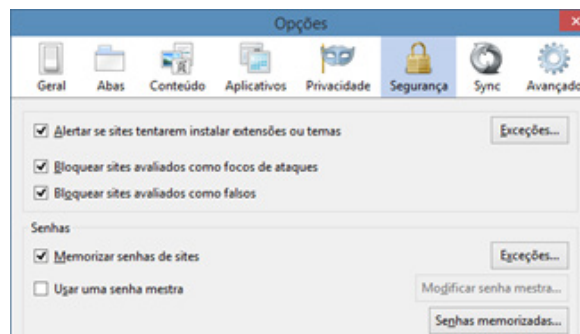 Opções
Geral Abas Conteúdo Aplicativos Privacidade Segurança Sync Avançado
Alertar se sites tentarem instalar extensões ou temas Exceções...
Bloquear sites avaliados como focos de ataques
Bloquear sites avaliados como falsos
Senhas
Memorizar senhas de sites Exceções...
Usar uma senha mestra Modificar senha mestra...
Senhas memorizadas...